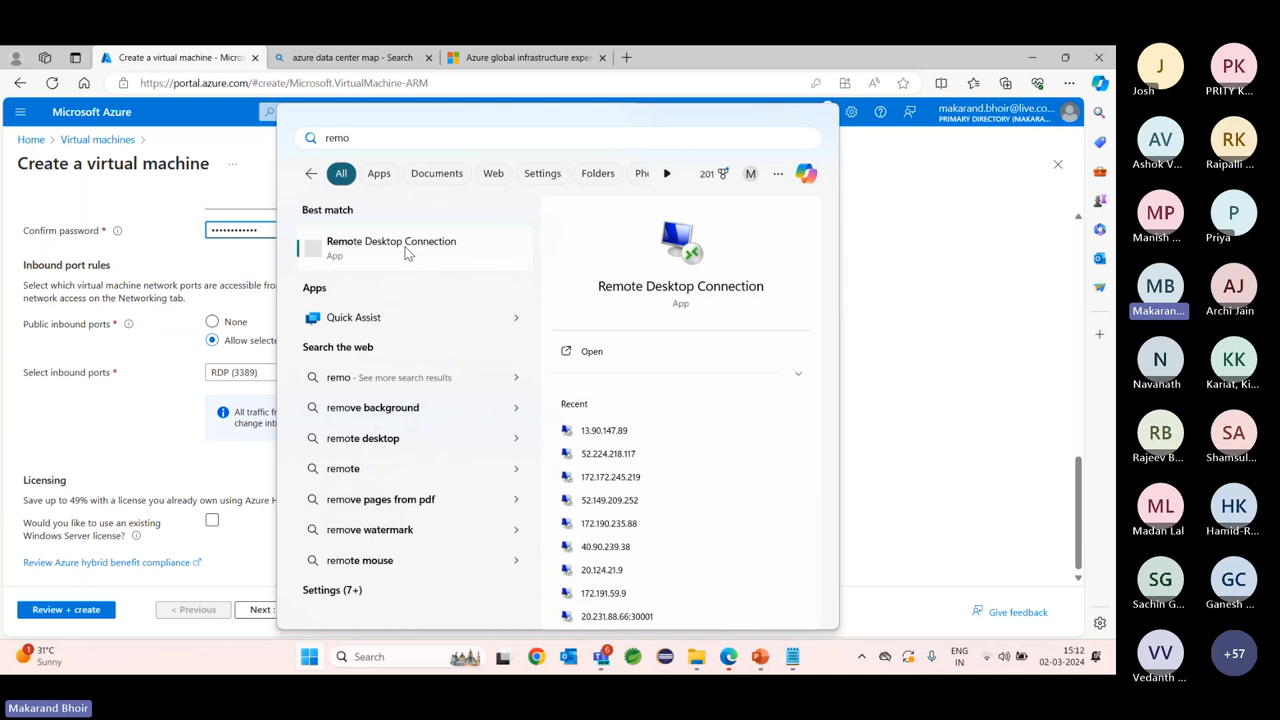 Create a virtual machine - Micros
azure data center map - Search
Azure global infrastructure expe
https://portal.azure.com/#create/Microsoft.VirtualMachine-ARM
Microsoft Azure
makarand.bhoir@live.co...
PRIMARY DIRECTORY (MAKARA...
Home > Virtual machines >
Create a virtual machine ...
Confirm password *
Inbound port rules
Select which virtual machine network ports are accessible from
network access on the Networking tab.
Public inbound ports *
None
Allow selecte
Select inbound ports *
RDP (3389)
All traffic fr
change inb
Licensing
Save up to 49% with a license you already own using Azure H
Would you like to use an existing
Windows Server license?
Review Azure hybrid benefit compliance
Review + create
< Previous
Next :
Give feedback
remo
All
Apps
Documents
Web
Settings
Folders
Pho
201
M
Best match
Remote Desktop Connection
App
Apps
Quick Assist
Search the web
remo - See more search results
remove background
remote desktop
remote
remove pages from pdf
remove watermark
remote mouse
Settings (7+)
Remote Desktop Connection
App
Open
Recent
13.90.147.89
52.224.218.117
172.172.245.219
52.149.209.252
172.190.235.88
40.90.239.38
20.124.21.9
172.191.59.9
20.231.88.66:30001
1
31°C
Sunny
Search
6
ENG
IN
15:12
02-03-2024
J
Josh
PK
PRITY K...
AV
Ashok V...
RK
Raipalli ...
MP
Manish ...
P
Priya
MB
Makaran...
AJ
Archi Jain
N
Navanath
KK
Kariat, Ki...
RB
Rajeev B...
SA
Shamsul...
ML
Madan Lal
HK
Hamid-R...
SG
Sachin G...
GC
Ganesh ...
VV
Vedanth ...
+57
Makarand Bhoir